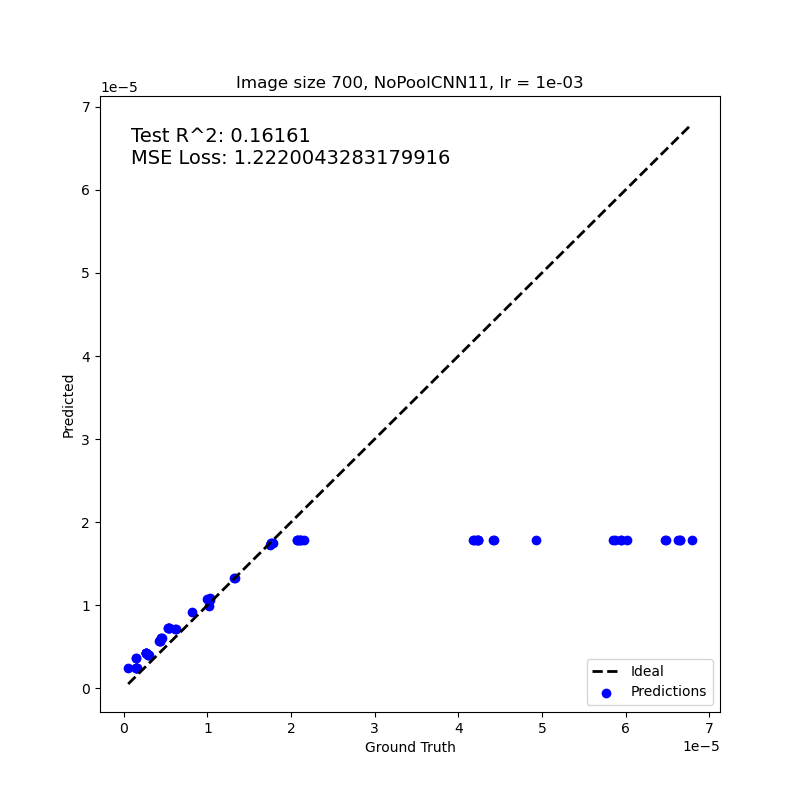 Image size 700, NoPoolCNN11, lr = 1e-03
1e−5
Test R^2: 0.16161
MSE Loss: 1.2220043283179916
7
6
5
4
3
2
1
0
Predicted
Ideal
Predictions
0 1 2 3 4 5 6 7
Ground Truth
1e−5